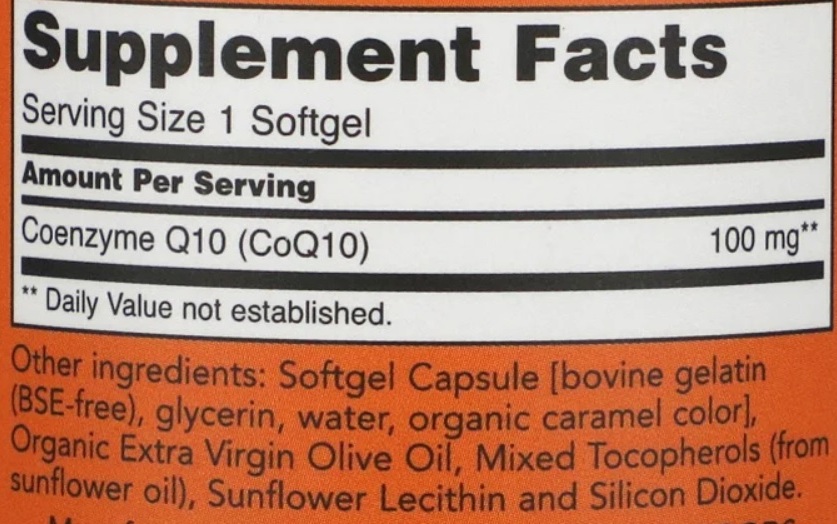 Supplement Facts
Serving Size 1 Softgel
Amount Per Serving
Coenzyme Q10 (CoQ10) 100 mg**
** Daily Value not established.
Other ingredients: Softgel Capsule [bovine gelatin
(BSE-free), glycerin, water, organic caramel color],
Organic Extra Virgin Olive Oil, Mixed Tocopherols (from
sunflower oil), Sunflower Lecithin and Silicon Dioxide.